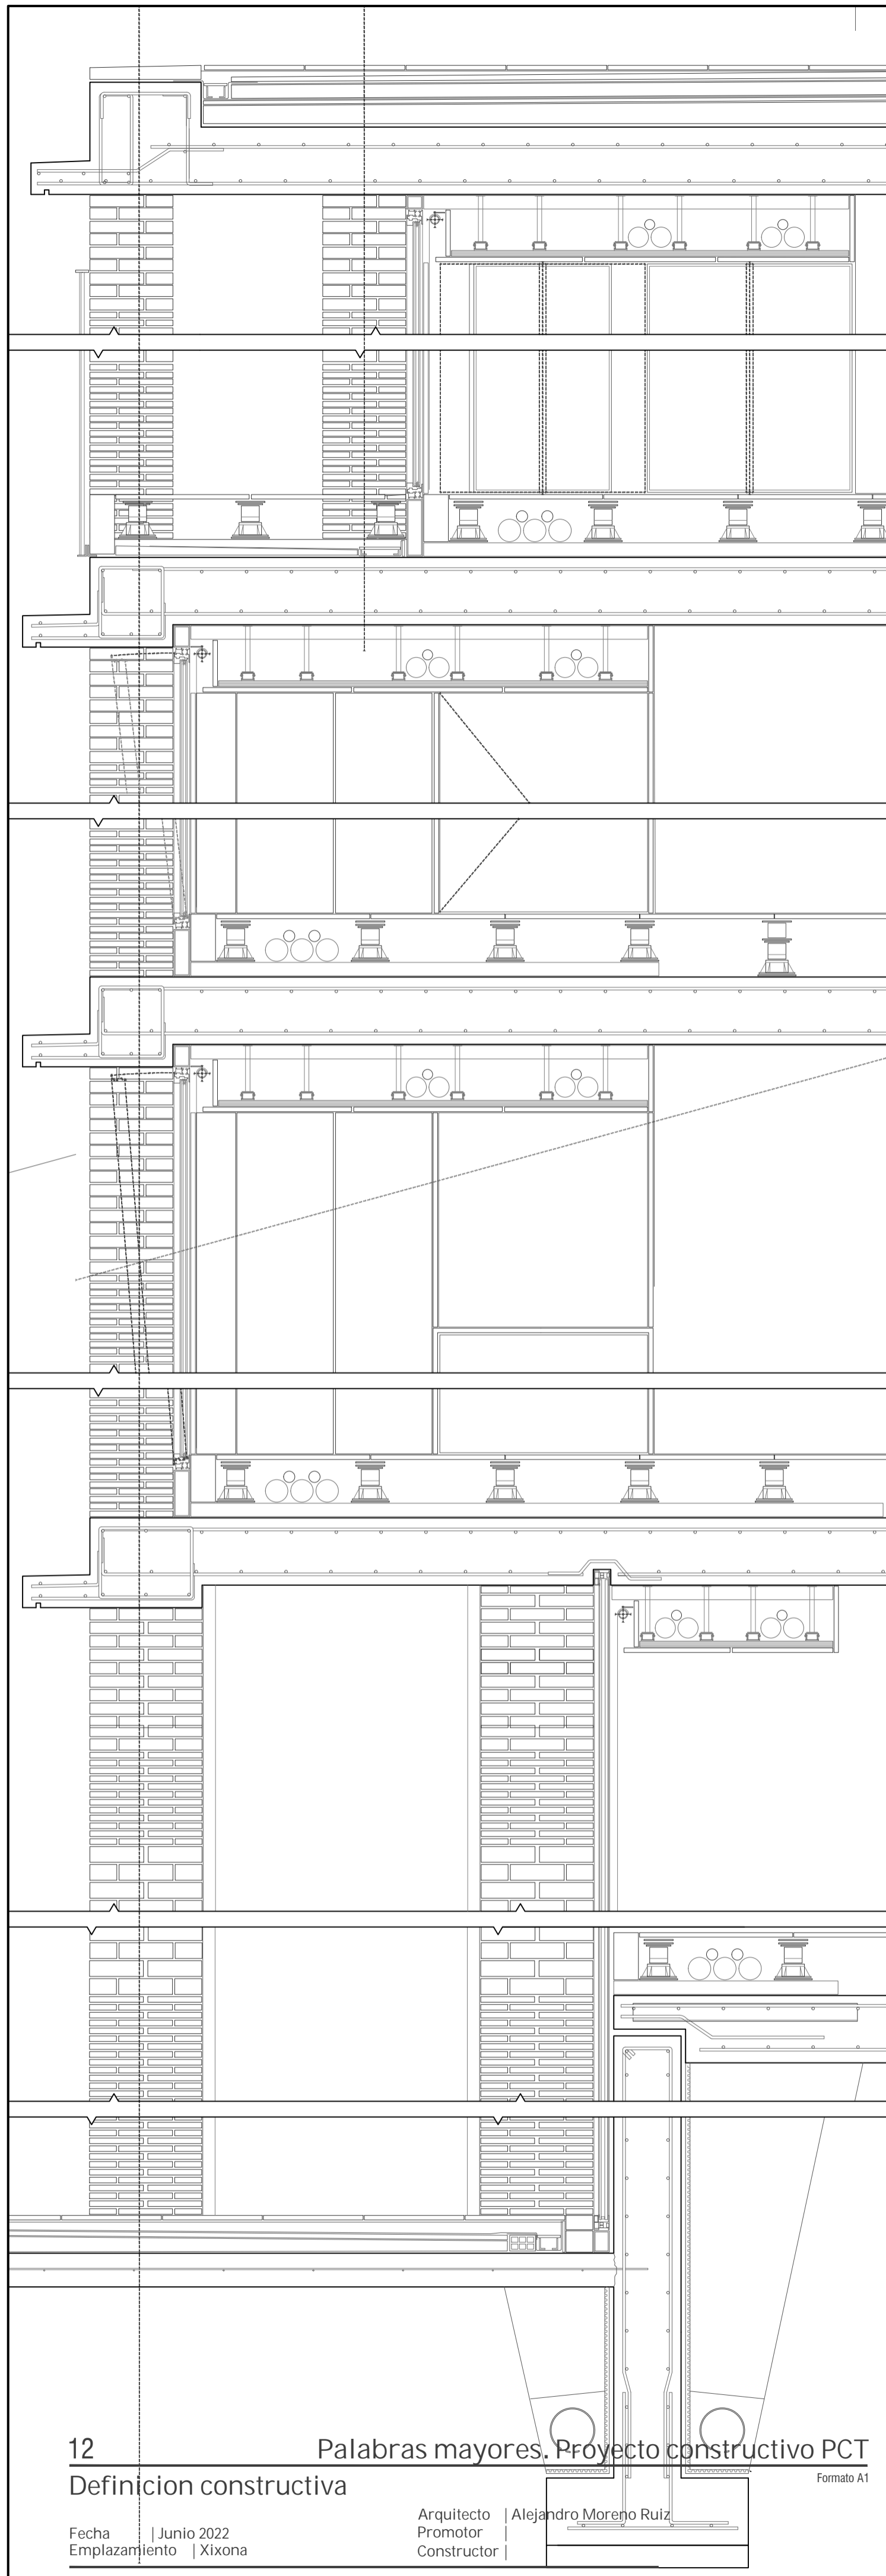 12 Palabras mayores. Proyecto constructivo PCT
Definicion constructiva
Formato A1
Arquitecto | Alejandro Moreno Ruiz
Fecha | Junio 2022
Promotor |
Emplazamiento | Xixona
Constructor |